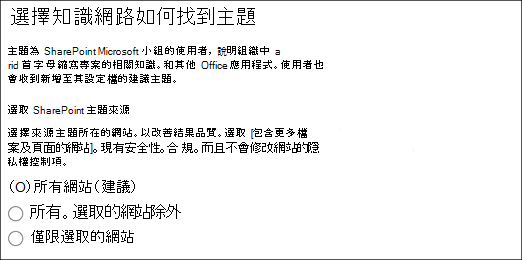 選擇知識網路如何找到主題
主題為 SharePoint Microsoft 小組的使用者，說明組織中 a
rid 首字母縮寫專案的相關知識。和其他 Office 應用程式。使用者也
會收到新增至其設定檔的建議主題。
選取 SharePoint 主題來源
選擇來源主題所在的網站。以改善結果品質。選取 [包含更多檔
案及頁面的網站]。現有安全性。合規。而且不會修改網站的隱
私權控制項。
(O) 所有網站（建議）
所有。選取的網站除外
僅限選取的網站